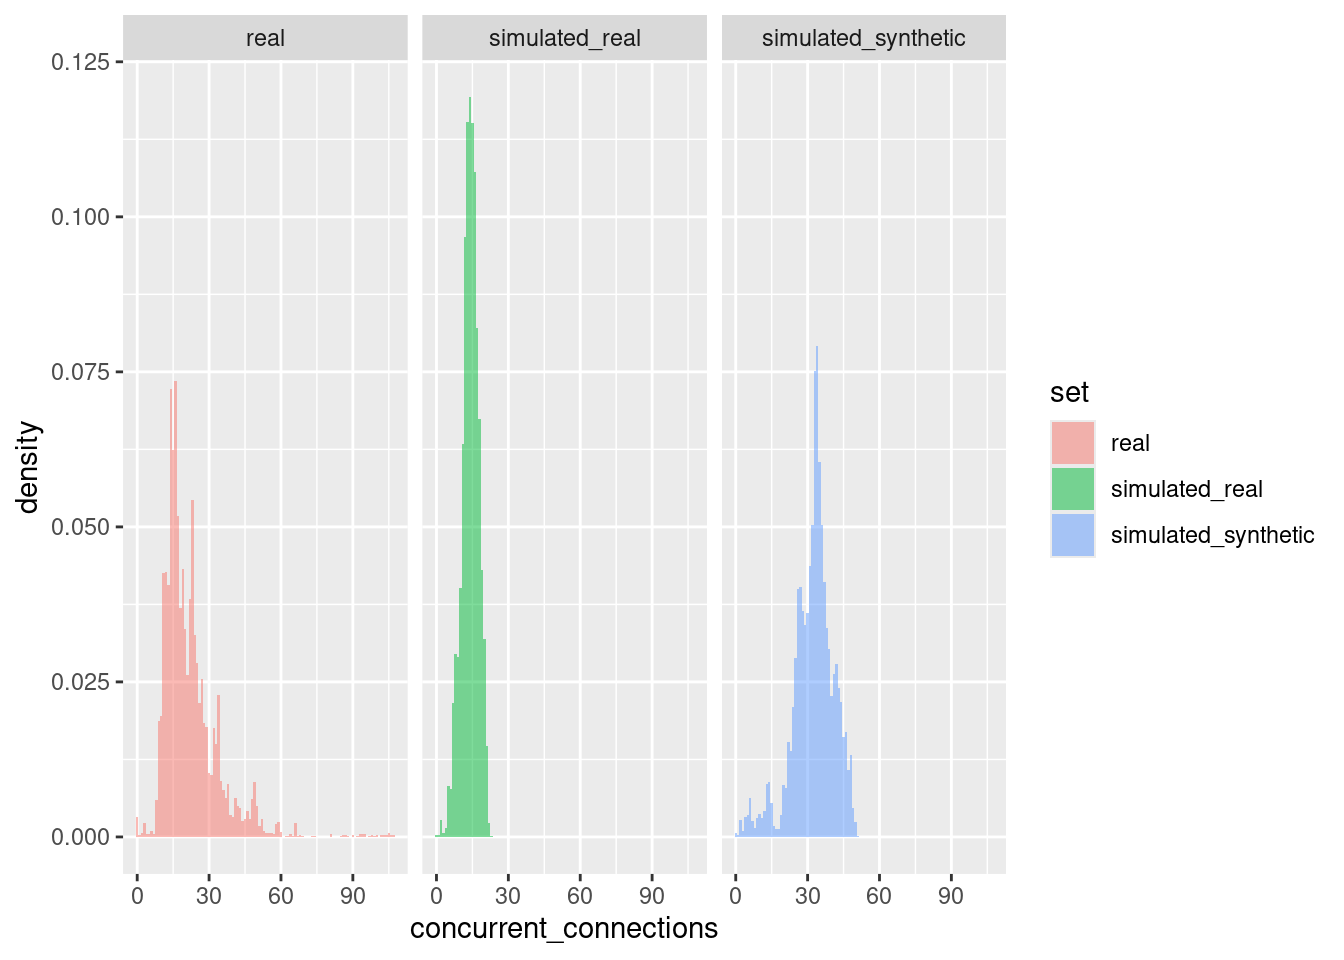 real simulated_real simulated_synthetic
0.125
0.100
0.075
0.050
0.025
0.000
density
0 30 60 90 0 30 60 90 0 30 60 90
concurrent_connections
set
real
simulated_real
simulated_synthetic